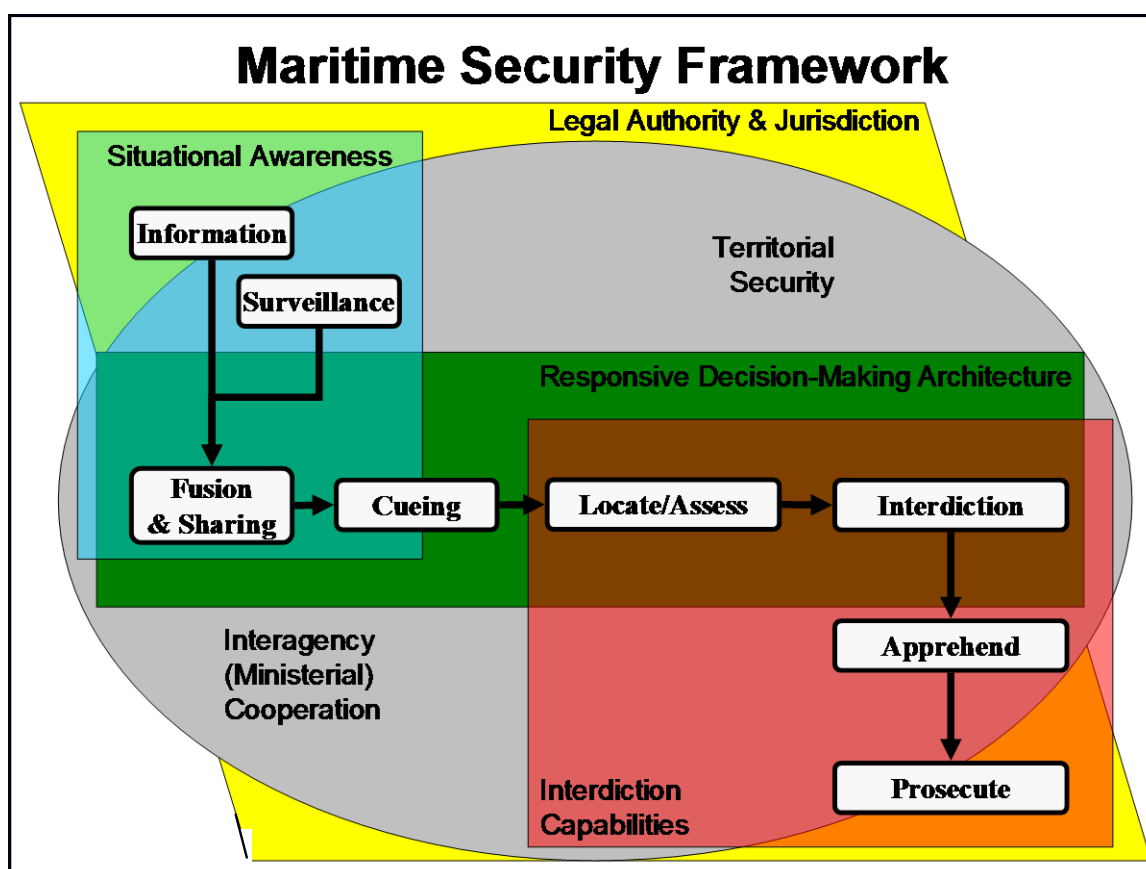 Maritime Security Framework
Legal Authority & Jurisdiction
Situational Awareness
Information
Territorial
Security
Surveillance
Responsive Decision-Making Architecture
Fusion
& Sharing
Cueing
Locate/Assess
Interdiction
Interagency
(Ministerial)
Cooperation
Apprehend
Interdiction
Capabilities
Prosecute